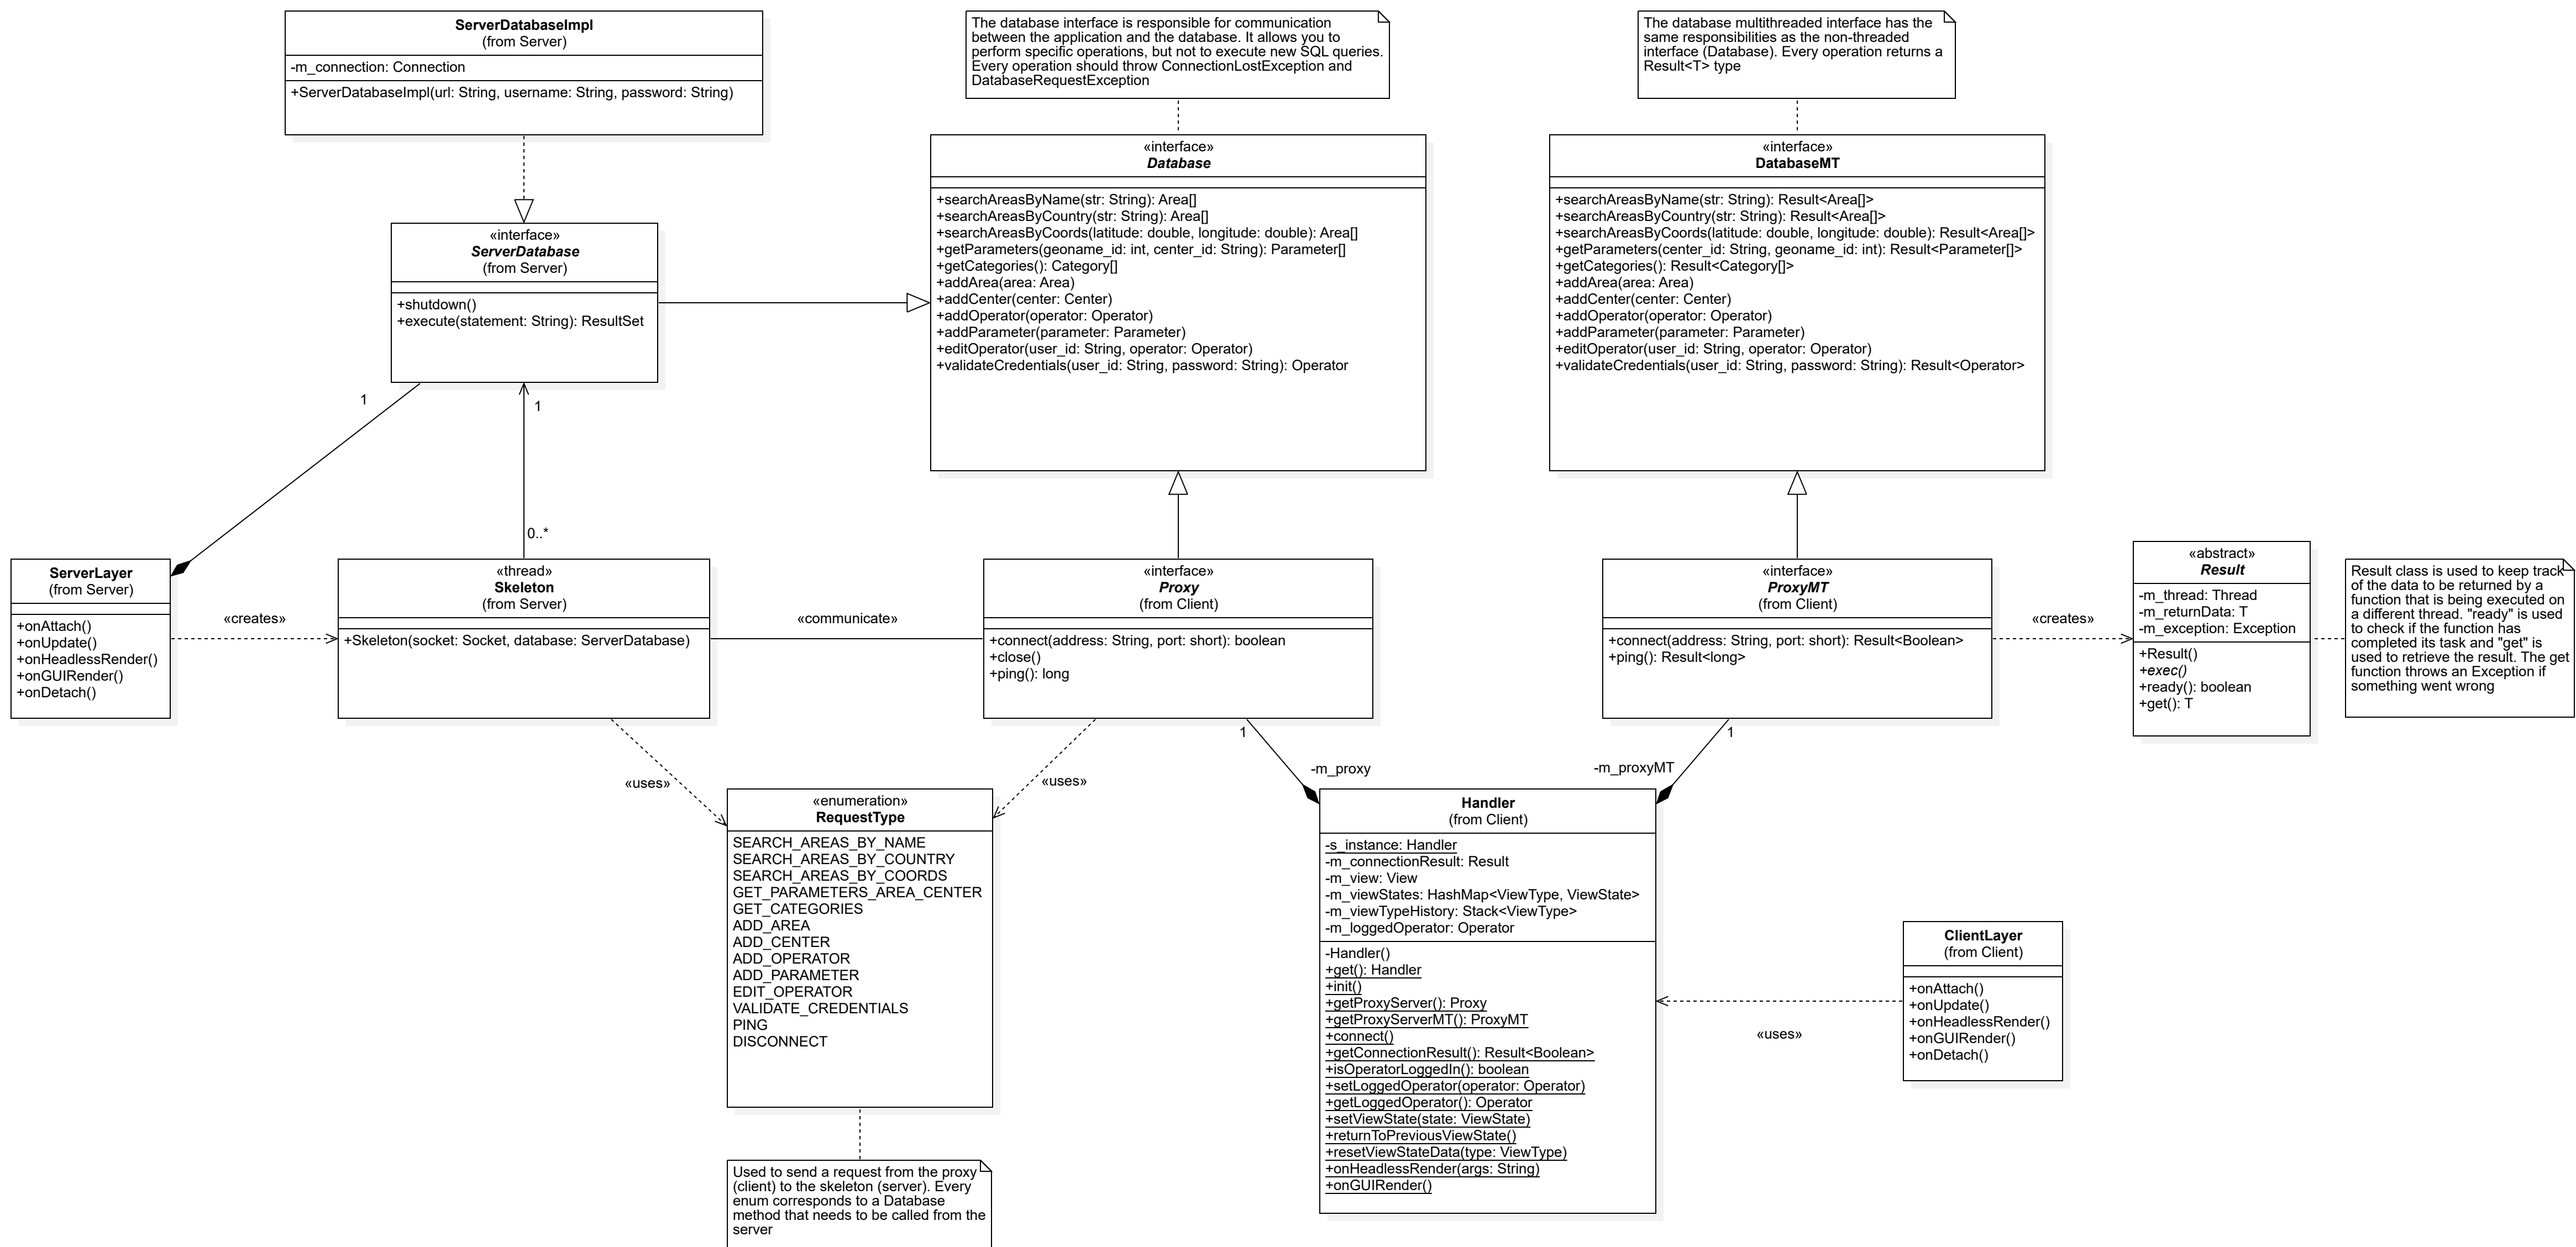 ServerDatabaseImpl
(from Server)
-m_connection: Connection
+ServerDatabaseImpl(url: String, username: String, password: String)
The database interface is responsible for communication
between the application and the database. It allows you to
perform specific operations, but not to execute new SQL queries.
Every operation should throw ConnectionLostException and
DatabaseRequestException
The database multithreaded interface has the
same responsibilities as the non-threaded
interface (Database). Every operation returns a
Result<T> type
«interface»
Database
+searchAreasByName(str: String): Area[]
+searchAreasByCountry(str: String): Area[]
+searchAreasByCoords(latitude: double, longitude: double): Area[]
+getParameters(geoname_id: int, center_id: String): Parameter[]
+getCategories(): Category[]
+addArea(area: Area)
+addCenter(center: Center)
+addOperator(operator: Operator)
+addParameter(parameter: Parameter)
+editOperator(user_id: String, operator: Operator)
+validateCredentials(user_id: String, password: String): Operator
«interface»
DatabaseMT
+searchAreasByName(str: String): Result<Area[]>
+searchAreasByCountry(str: String): Result<Area[]>
+searchAreasByCoords(latitude: double, longitude: double): Result<Area[]>
+getParameters(center_id: String, geoname_id: int): Result<Parameter[]>
+getCategories(): Result<Category[]>
+addArea(area: Area)
+addCenter(center: Center)
+addOperator(operator: Operator)
+addParameter(parameter: Parameter)
+editOperator(user_id: String, operator: Operator)
+validateCredentials(user_id: String, password: String): Result<Operator>
«interface»
ServerDatabase
(from Server)
+shutdown()
+execute(statement: String): ResultSet
1
1
0..*
ServerLayer
(from Server)
+onAttach()
+onUpdate()
+onHeadlessRender()
+onGUIRender()
+onDetach()
«creates»
«thread»
Skeleton
(from Server)
+Skeleton(socket: Socket, database: ServerDatabase)
«communicate»
«interface»
Proxy
(from Client)
+connect(address: String, port: short): boolean
+close()
+ping(): long
«interface»
ProxyMT
(from Client)
+connect(address: String, port: short): Result<Boolean>
+ping(): Result<long>
«creates»
«abstract»
Result
-m_thread: Thread
-m_returnData: T
-m_exception: Exception
+Result()
+exec()
+ready(): boolean
+get(): T
Result class is used to keep track
of the data to be returned by a
function that is being executed on
a different thread. "ready" is used
to check if the function has
completed its task and "get" is
used to retrieve the result. The get
function throws an Exception if
something went wrong
«uses»
«uses»
1
-m_proxy
1
-m_proxyMT
«enumeration»
RequestType
SEARCH_AREAS_BY_NAME
SEARCH_AREAS_BY_COUNTRY
SEARCH_AREAS_BY_COORDS
GET_PARAMETERS_AREA_CENTER
GET_CATEGORIES
ADD_AREA
ADD_CENTER
ADD_OPERATOR
ADD_PARAMETER
EDIT_OPERATOR
VALIDATE_CREDENTIALS
PING
DISCONNECT
Handler
(from Client)
-s_instance: Handler
-m_connectionResult: Result
-m_view: View
-m_viewStates: HashMap<ViewType, ViewState>
-m_viewTypeHistory: Stack<ViewType>
-m_loggedOperator: Operator
-Handler()
+get(): Handler
+init()
+getProxyServer(): Proxy
+getProxyServerMT(): ProxyMT
+connect()
+getConnectionResult(): Result<Boolean>
+isOperatorLoggedIn(): boolean
+setLoggedOperator(operator: Operator)
+getLoggedOperator(): Operator
+setViewState(state: ViewState)
+returnToPreviousViewState()
+resetViewStateData(type: ViewType)
+onHeadlessRender(args: String)
+onGUIRender()
«uses»
ClientLayer
(from Client)
+onAttach()
+onUpdate()
+onHeadlessRender()
+onGUIRender()
+onDetach()
Used to send a request from the proxy
(client) to the skeleton (server). Every
enum corresponds to a Database
method that needs to be called from the
server